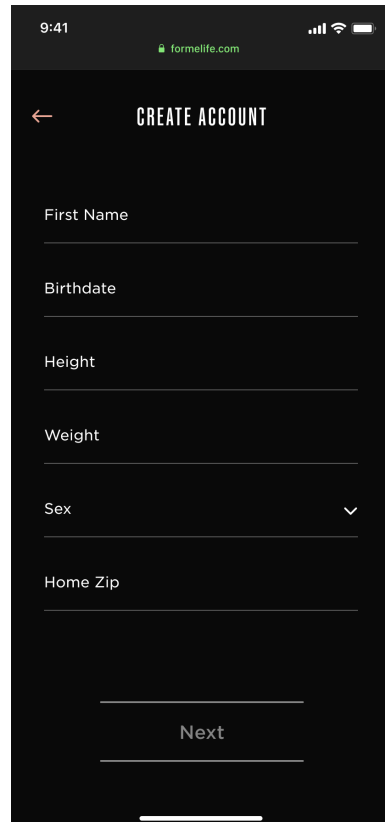 9:41
formelife.com
CREATE ACCOUNT
First Name
Birthdate
Height
Weight
Sex
Home Zip
Next